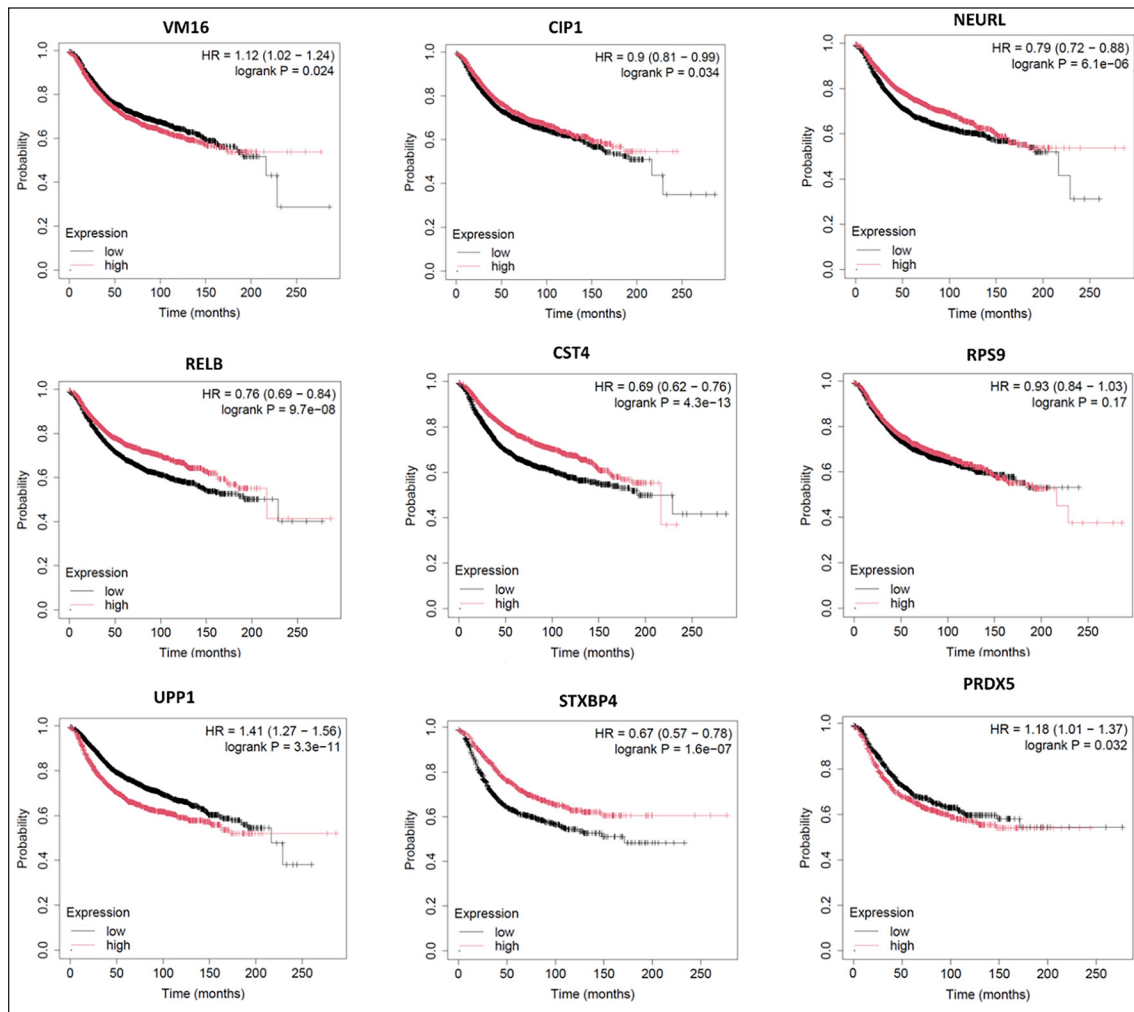 VM16
HR = 1.12 (1.02 − 1.24)
logrank P = 0.024
Probability
1.0
0.8
0.6
0.4
0.2
0.0
Expression
low
high
0 50 100 150 200 250
Time (months)
CIP1
HR = 0.9 (0.81 − 0.99)
logrank P = 0.034
Probability
1.0
0.8
0.6
0.4
0.2
0.0
Expression
low
high
0 50 100 150 200 250
Time (months)
NEURL
HR = 0.79 (0.72 − 0.88)
logrank P = 6.1e−06
Probability
1.0
0.8
0.6
0.4
0.2
0.0
Expression
low
high
0 50 100 150 200 250
Time (months)
RELB
HR = 0.76 (0.69 − 0.84)
logrank P = 9.7e−08
Probability
1.0
0.8
0.6
0.4
0.2
0.0
Expression
low
high
0 50 100 150 200 250
Time (months)
CST4
HR = 0.69 (0.62 − 0.76)
logrank P = 4.3e−13
Probability
1.0
0.8
0.6
0.4
0.2
0.0
Expression
low
high
0 50 100 150 200 250
Time (months)
RPS9
HR = 0.93 (0.84 − 1.03)
logrank P = 0.17
Probability
1.0
0.8
0.6
0.4
0.2
0.0
Expression
low
high
0 50 100 150 200 250
Time (months)
UPP1
HR = 1.41 (1.27 − 1.56)
logrank P = 3.3e−11
Probability
1.0
0.8
0.6
0.4
0.2
0.0
Expression
low
high
0 50 100 150 200 250
Time (months)
STXBP4
HR = 0.67 (0.57 − 0.78)
logrank P = 1.6e−07
Probability
1.0
0.8
0.6
0.4
0.2
0.0
Expression
low
high
0 50 100 150 200 250
Time (months)
PRDX5
HR = 1.18 (1.01 − 1.37)
logrank P = 0.032
Probability
1.0
0.8
0.6
0.4
0.2
0.0
Expression
low
high
0 50 100 150 200 250
Time (months)